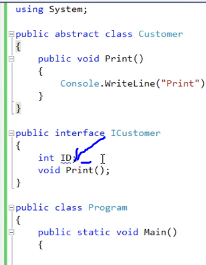 using System;
public abstract class Customer
{
public void Print()
{
Console.WriteLine("Print")
}
}
public interface ICustomer
{
int ID;
void Print();
}
public class Program
{
public static void Main()
{